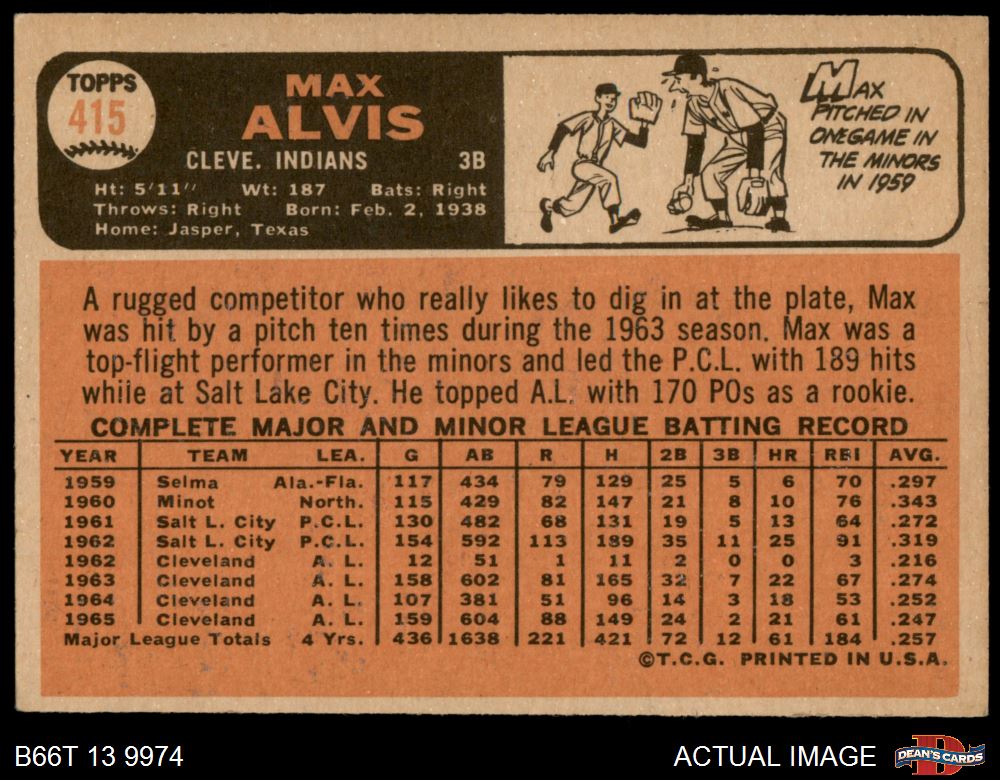 TOPPS
415
MAX
ALVIS
CLEVE. INDIANS 3B
Ht: 5'11" Wt: 187 Bats: Right
Throws: Right Born: Feb. 2, 1938
Home: Jasper, Texas
MAX
PITCHED IN
ONE GAME IN
THE MINORS
IN 1959
A rugged competitor who really likes to dig in at the plate, Max
was hit by a pitch ten times during the 1963 season. Max was a
top-flight performer in the minors and led the P.C.L. with 189 hits
while at Salt Lake City. He topped A.L. with 170 POs as a rookie.
COMPLETE MAJOR AND MINOR LEAGUE BATTING RECORD
YEAR TEAM LEA. G AB R H 2B 3B HR RBI AVG.
1959 Selma Ala.-Fla. 117 434 79 129 25 5 6 70 .297
1960 Minot North. 115 429 82 147 21 8 10 76 .343
1961 Salt L. City P.C.L. 130 482 68 131 19 5 13 64 .272
1962 Salt L. City P.C.L. 154 592 113 189 35 11 25 91 .319
1962 Cleveland A. L. 12 51 1 11 2 0 0 3 .216
1963 Cleveland A. L. 158 602 81 165 32 7 22 67 .274
1964 Cleveland A. L. 107 381 51 96 14 3 18 53 .252
1965 Cleveland A. L. 159 604 88 149 24 2 21 61 .247
Major League Totals 4 Yrs. 436 1638 221 421 72 12 61 184 .257
©T.C.G. PRINTED IN U.S.A.
B66T 13 9974 ACTUAL IMAGE DEAN'S CARDS